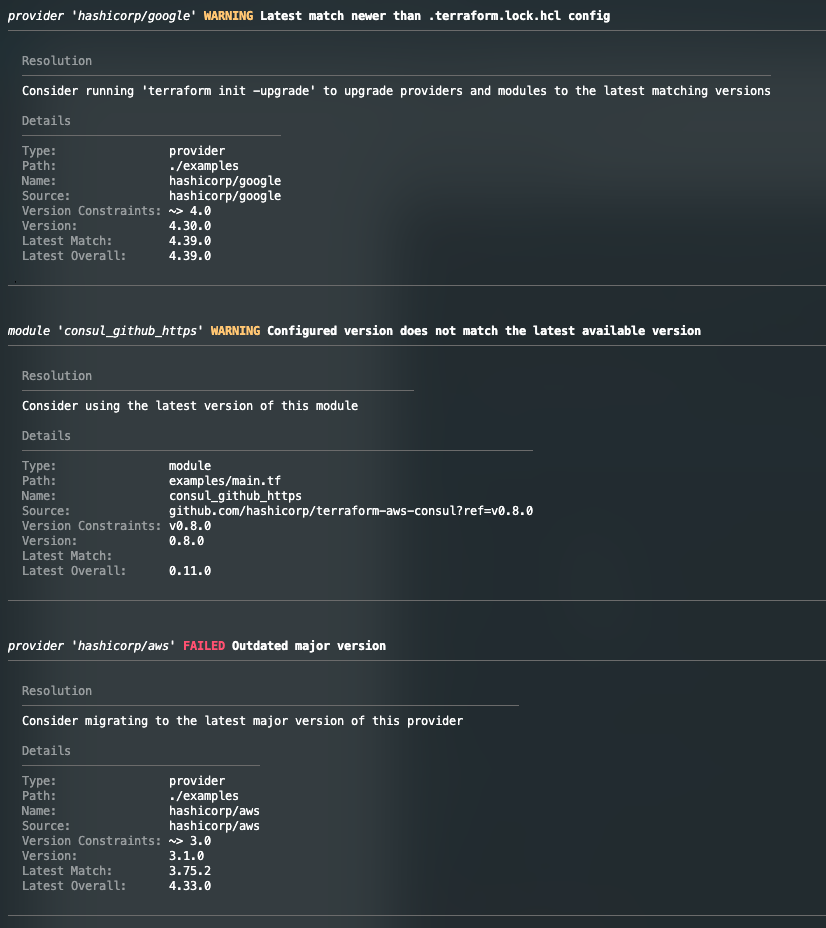 provider 'hashicorp/google' WARNING Latest match newer than .terraform.lock.hcl config
Resolution
Consider running 'terraform init -upgrade' to upgrade providers and modules to the latest matching versions
Details
Type: provider
Path: ./examples
Name: hashicorp/google
Source: hashicorp/google
Version Constraints: ~> 4.0
Version: 4.30.0
Latest Match: 4.39.0
Latest Overall: 4.39.0
module 'consul_github_https' WARNING Configured version does not match the latest available version
Resolution
Consider using the latest version of this module
Details
Type: module
Path: examples/main.tf
Name: consul_github_https
Source: github.com/hashicorp/terraform-aws-consul?ref=v0.8.0
Version Constraints: v0.8.0
Version: 0.8.0
Latest Match:
Latest Overall: 0.11.0
provider 'hashicorp/aws' FAILED Outdated major version
Resolution
Consider migrating to the latest major version of this provider
Details
Type: provider
Path: ./examples
Name: hashicorp/aws
Source: hashicorp/aws
Version Constraints: ~> 3.0
Version: 3.1.0
Latest Match: 3.75.2
Latest Overall: 4.33.0